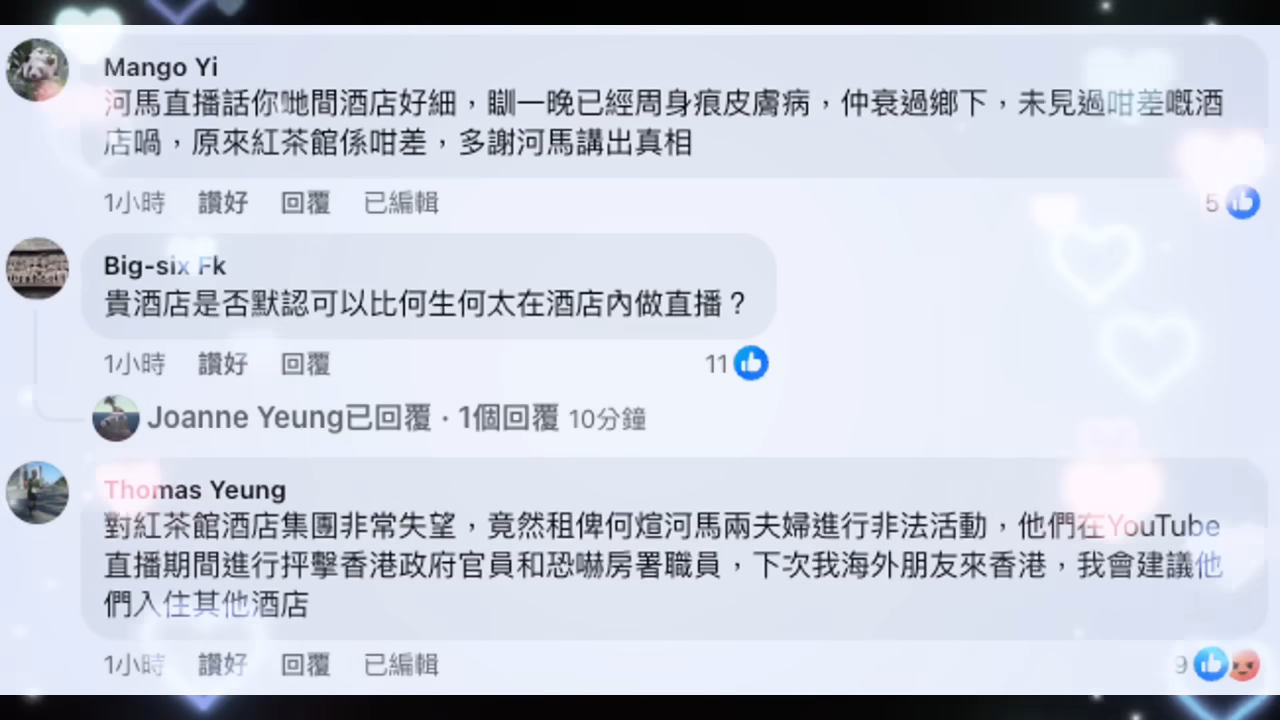 Mango Yi
河馬直播話你哋間酒店好細，瞓一晚已經周身痕皮膚病，仲衰過鄉下，未見過咁差嘅酒
店喎，原來紅茶館係咁差，多謝河馬講出真相
1小時 讚好 回覆 已編輯 5
Big-six Fk
貴酒店是否默認可以比何生何太在酒店內做直播？
1小時 讚好 回覆 11
Joanne Yeung已回覆 · 1個回覆 10分鐘
Thomas Yeung
對紅茶館酒店集團非常失望，竟然租俾何煊河馬兩夫婦進行非法活動，他們在YouTube
直播期間進行抨擊香港政府官員和恐嚇房署職員，下次我海外朋友來香港，我會建議他
們入住其他酒店
1小時 讚好 回覆 已編輯 9